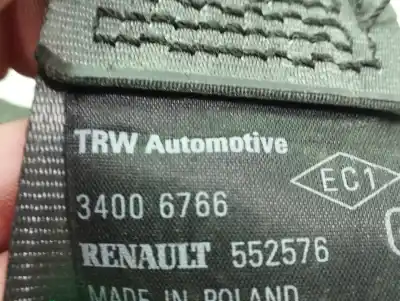 TRW Automotive
EC1
3400 6766
RENAULT 552576
MADE IN POLAND